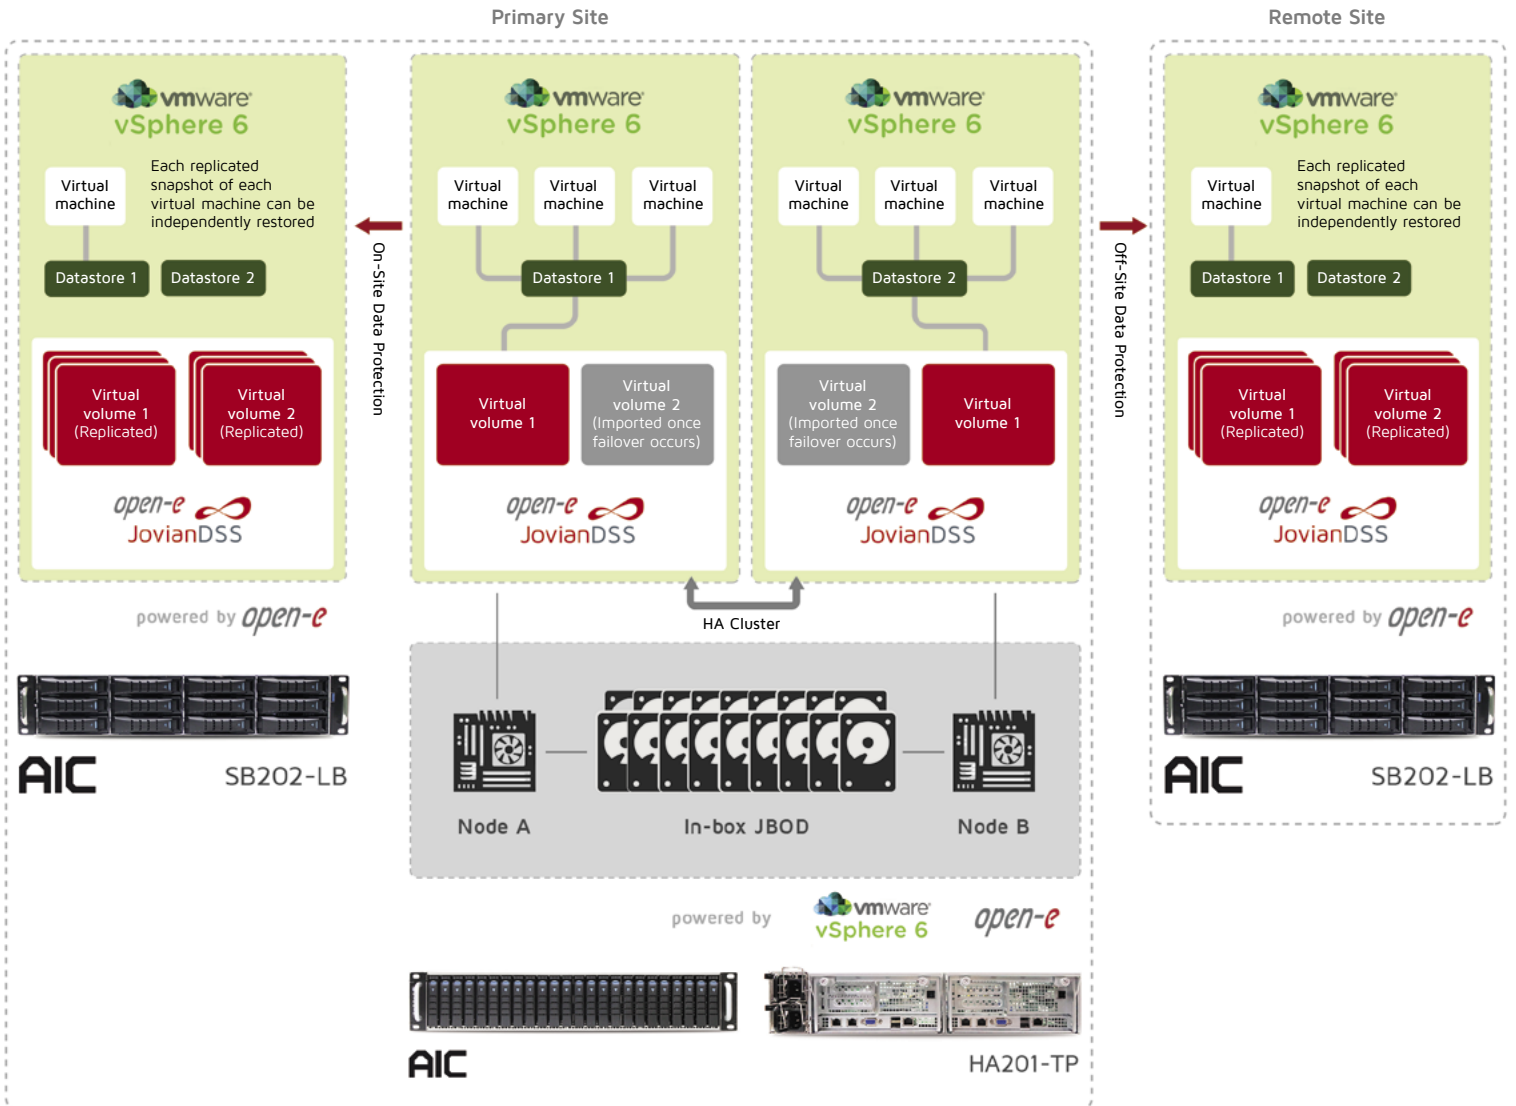 Primary Site
Remote Site
vmware
vSphere 6
Virtual
machine
Each replicated
snapshot of each
virtual machine can be
independently restored
Datastore 1
Datastore 2
Virtual
volume 1
(Replicated)
Virtual
volume 2
(Replicated)
open-e
JovianDSS
powered by open-e
AIC
SB202-LB
On-Site Data Protection
vmware
vSphere 6
Virtual
machine
Virtual
machine
Virtual
machine
Datastore 1
Virtual
volume 1
Virtual
volume 2
(Imported once
failover occurs)
open-e
JovianDSS
vmware
vSphere 6
Virtual
machine
Virtual
machine
Virtual
machine
Datastore 2
Virtual
volume 2
(Imported once
failover occurs)
Virtual
volume 1
open-e
JovianDSS
HA Cluster
Node A
In-box JBOD
Node B
powered by
vmware
vSphere 6
open-e
AIC
HA201-TP
Off-Site Data Protection
vmware
vSphere 6
Virtual
machine
Each replicated
snapshot of each
virtual machine can be
independently restored
Datastore 1
Datastore 2
Virtual
volume 1
(Replicated)
Virtual
volume 2
(Replicated)
open-e
JovianDSS
powered by open-e
AIC
SB202-LB